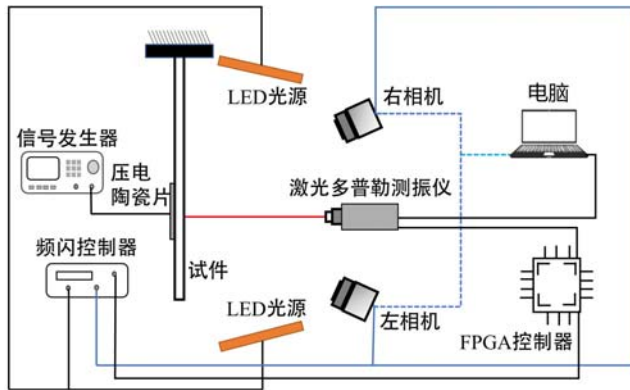 LED光源
右相机
电脑
信号发生器
压电
陶瓷片
激光多普勒测振仪
频闪控制器
试件
LED光源
左相机
FPGA控制器